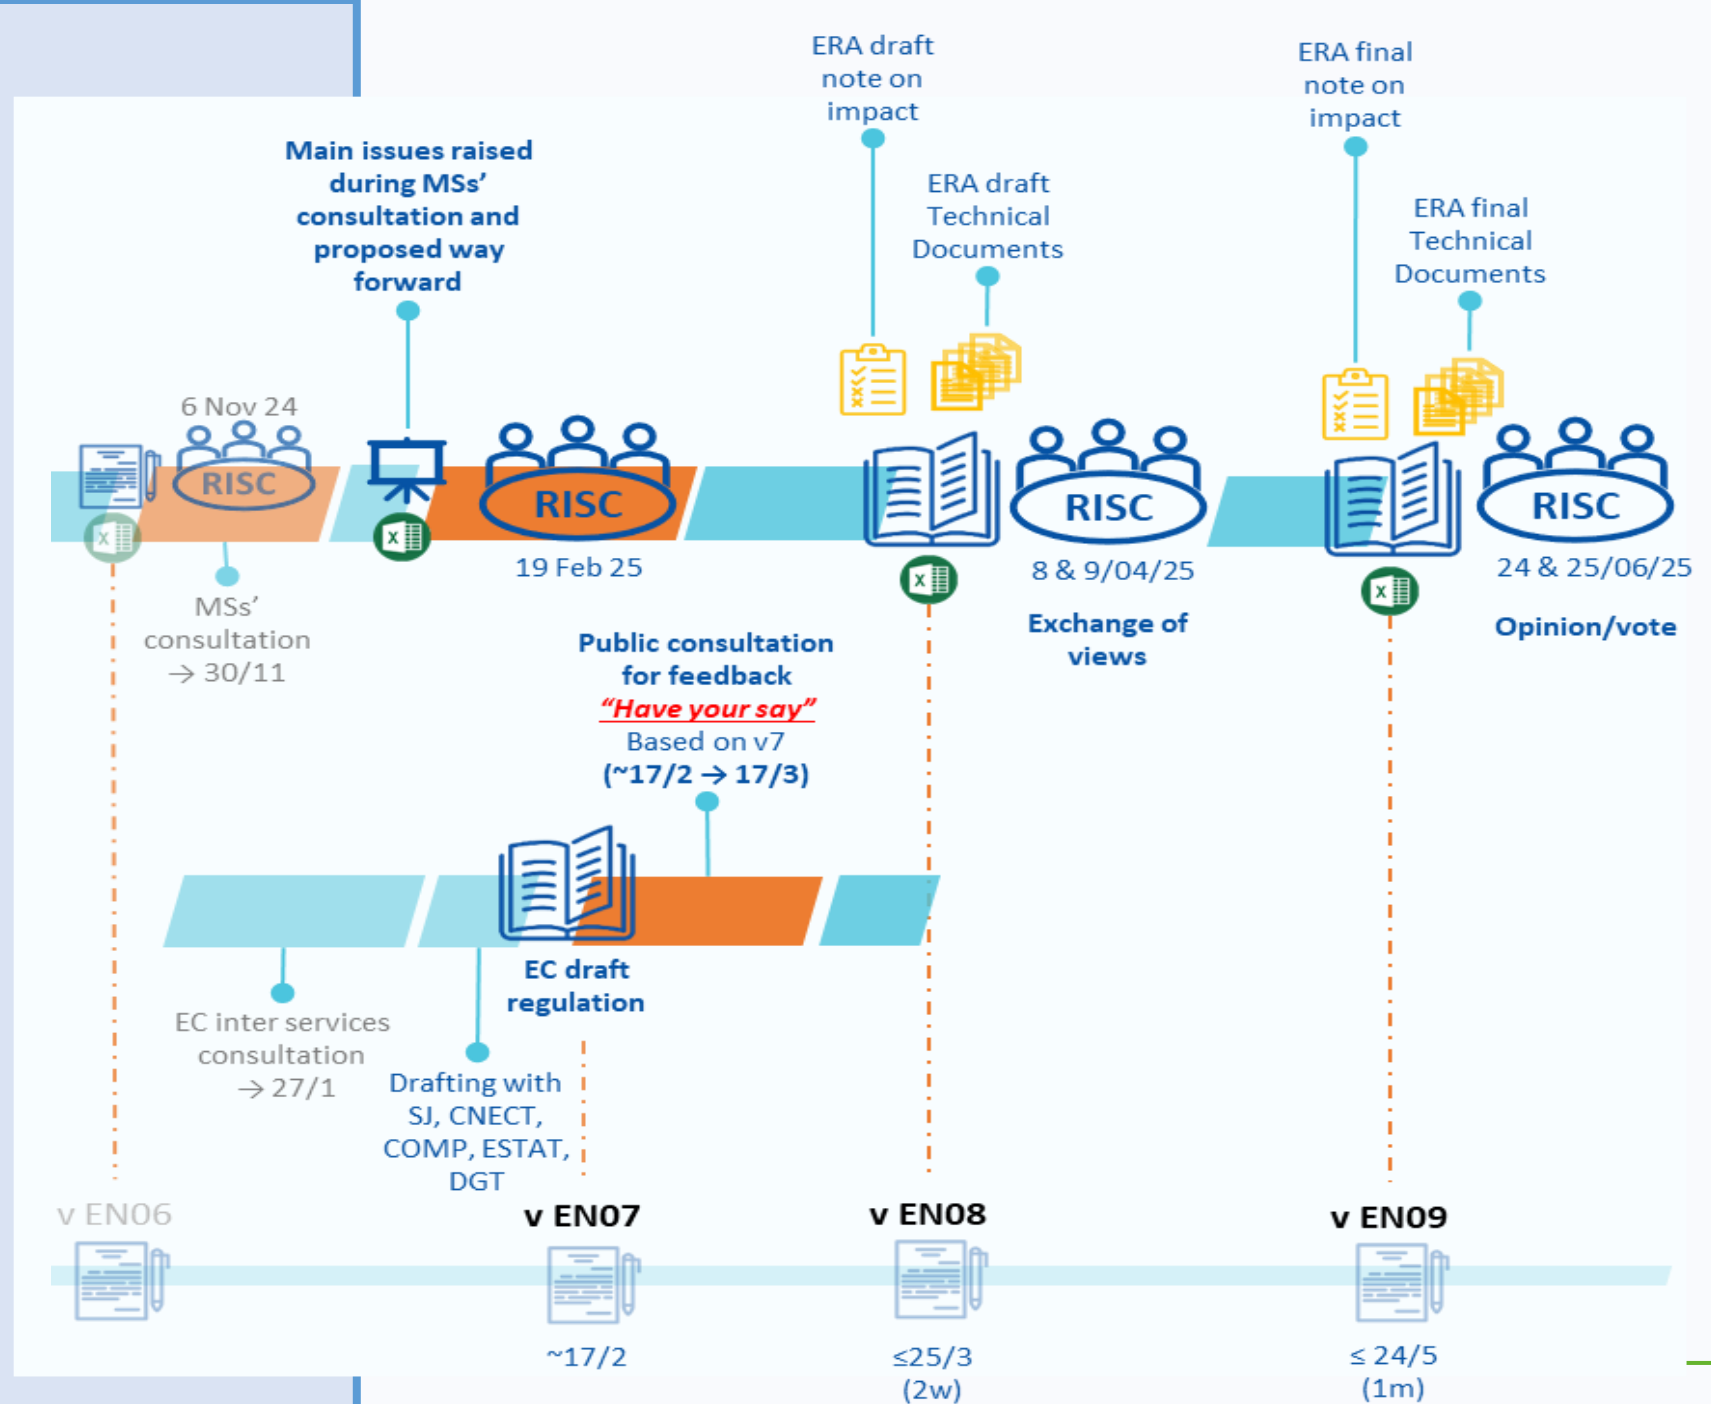 ERA draft
note on
impact
ERA final
note on
impact
Main issues raised
during MSs'
consultation and
proposed way
forward
ERA draft
Technical
Documents
ERA final
Technical
Documents
6 Nov 24
RISC
RISC
RISC
RISC
X
X
X
X
19 Feb 25
8 & 9/04/25
24 & 25/06/25
MSs'
consultation
→ 30/11
Exchange of
views
Opinion/vote
Public consultation
for feedback
“Have your say”
Based on v7
(~17/2 → 17/3)
EC draft
regulation
EC inter services
consultation
→ 27/1
Drafting with
SJ, CNECT,
COMP, ESTAT,
DGT
v EN06
v EN07
v EN08
v EN09
~17/2
≤25/3
(2w)
≤ 24/5
(1m)